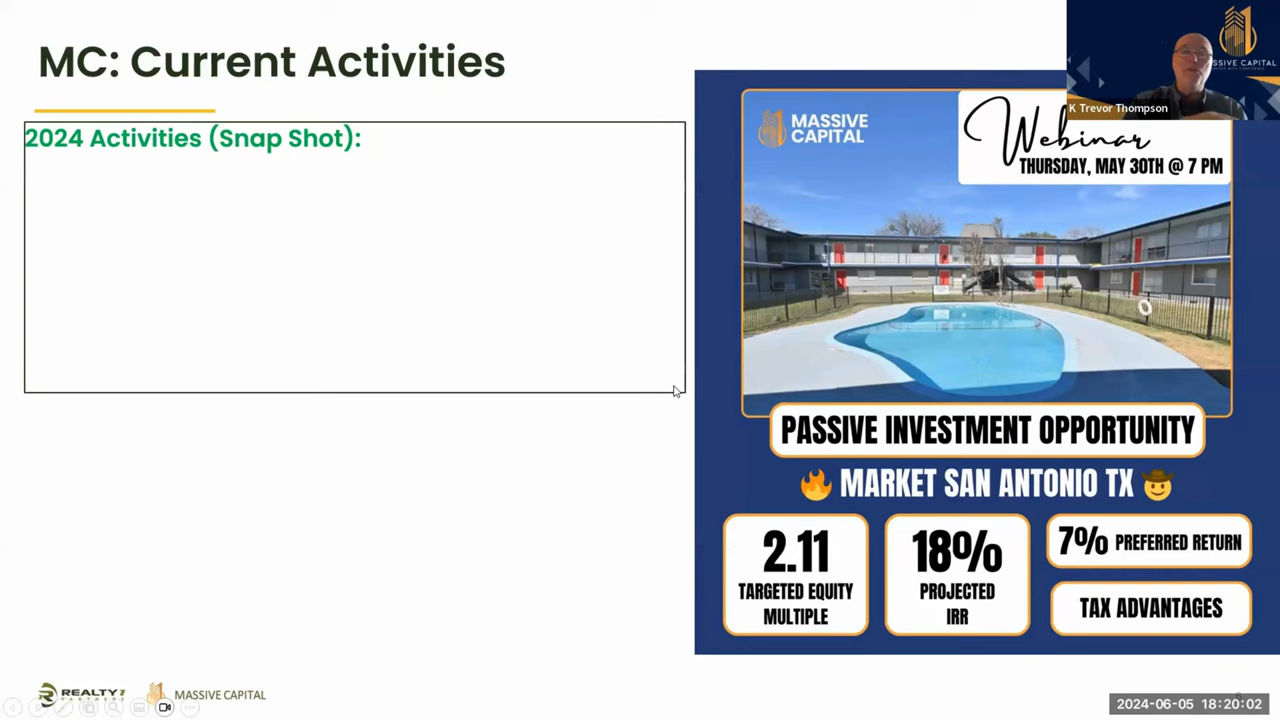 MC: Current Activities
2024 Activities (Snap Shot):
MASSIVE
CAPITAL
Webinar
THURSDAY, MAY 30TH @ 7 PM
PASSIVE INVESTMENT OPPORTUNITY
🔥 MARKET SAN ANTONIO TX 🤠
2.11
TARGETED EQUITY
MULTIPLE
18%
PROJECTED
IRR
7% PREFERRED RETURN
TAX ADVANTAGES
SSIVE CAPITAL
K Trevor Thompson
REALTY
PARTNERS
MASSIVE CAPITAL
2024-06-05 18:20:02